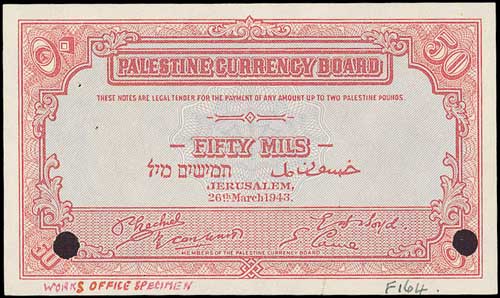 50
PALESTINE CURRENCY BOARD
THESE NOTES ARE LEGAL TENDER FOR THE PAYMENT OF ANY AMOUNT UP TO TWO PALESTINE POUNDS.
FIFTY MILS
חמישים מיל خمسون مل
JERUSALEM,
26th March 1943.
MEMBERS OF THE PALESTINE CURRENCY BOARD
50 50
WORKS OFFICE SPECIMEN F164.